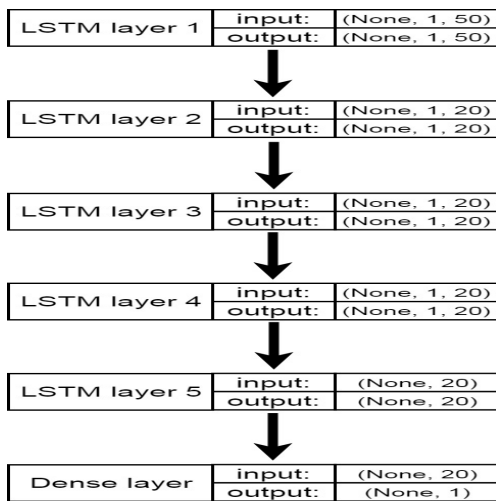 LSTM layer 1 input: (None, 1, 50)
output: (None, 1, 50)
LSTM layer 2 input: (None, 1, 20)
output: (None, 1, 20)
LSTM layer 3 input: (None, 1, 20)
output: (None, 1, 20)
LSTM layer 4 input: (None, 1, 20)
output: (None, 1, 20)
LSTM layer 5 input: (None, 20)
output: (None, 20)
Dense layer input: (None, 20)
output: (None, 1)